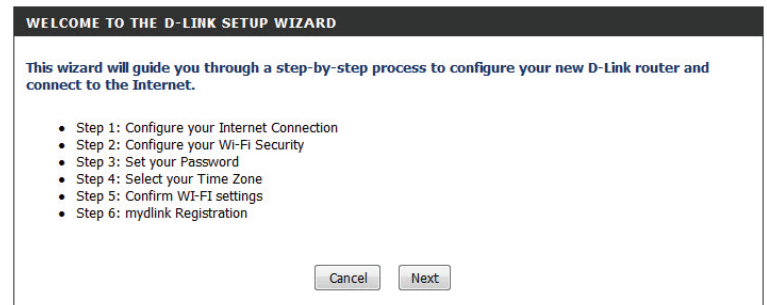 WELCOME TO THE D-LINK SETUP WIZARD
This wizard will guide you through a step-by-step process to configure your new D-Link router and
connect to the Internet.
• Step 1: Configure your Internet Connection
• Step 2: Configure your Wi-Fi Security
• Step 3: Set your Password
• Step 4: Select your Time Zone
• Step 5: Confirm WI-FI settings
• Step 6: mydlink Registration
Cancel Next